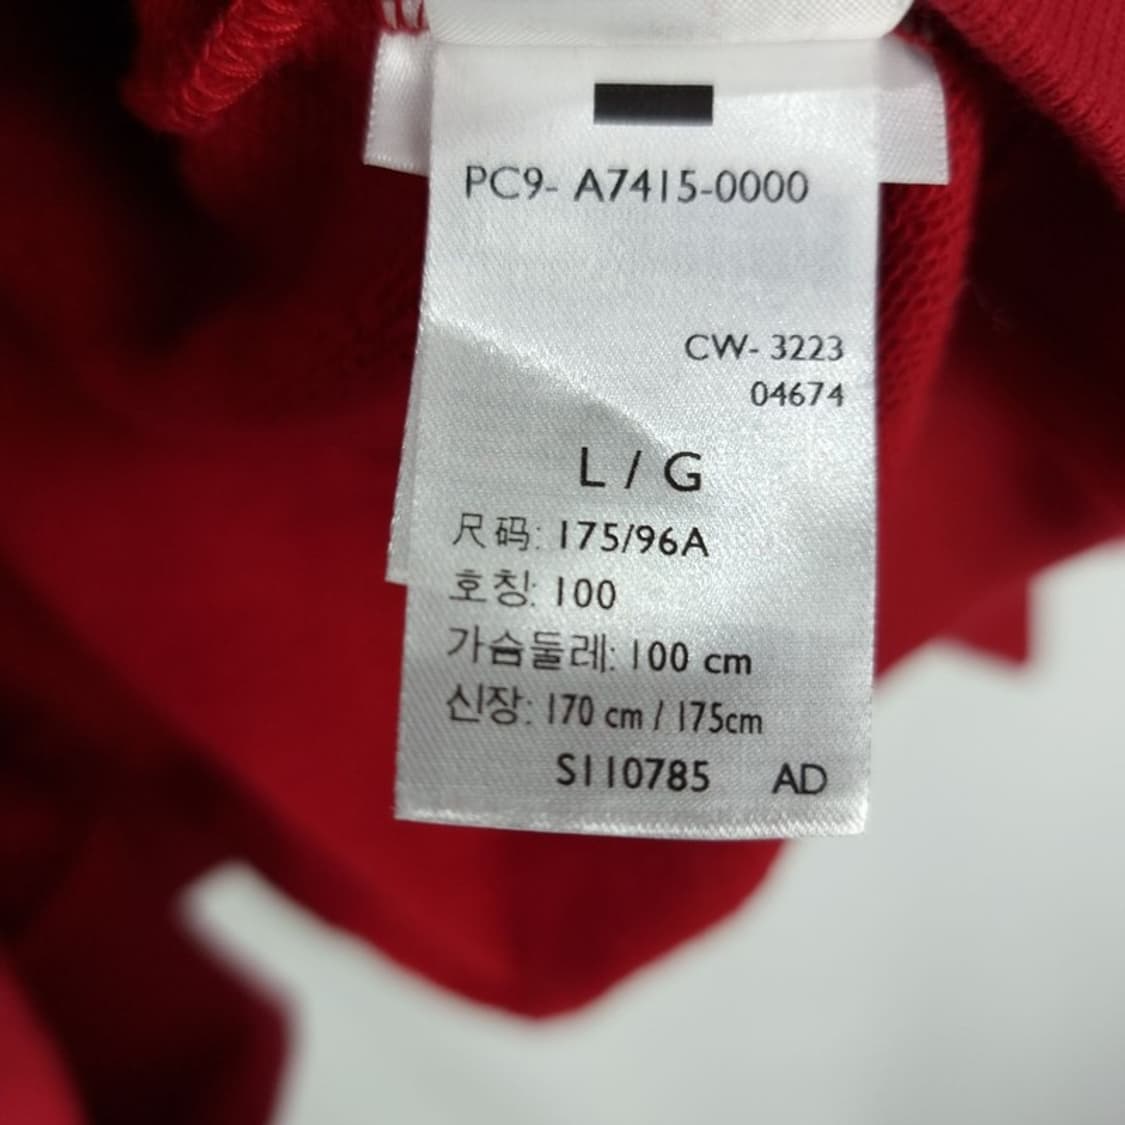 PC9- A7415-0000
CW- 3223
04674
L / G
尺码: 175/96A
호칭: 100
가슴둘레: 100 cm
신장: 170 cm / 175cm
S110785 AD